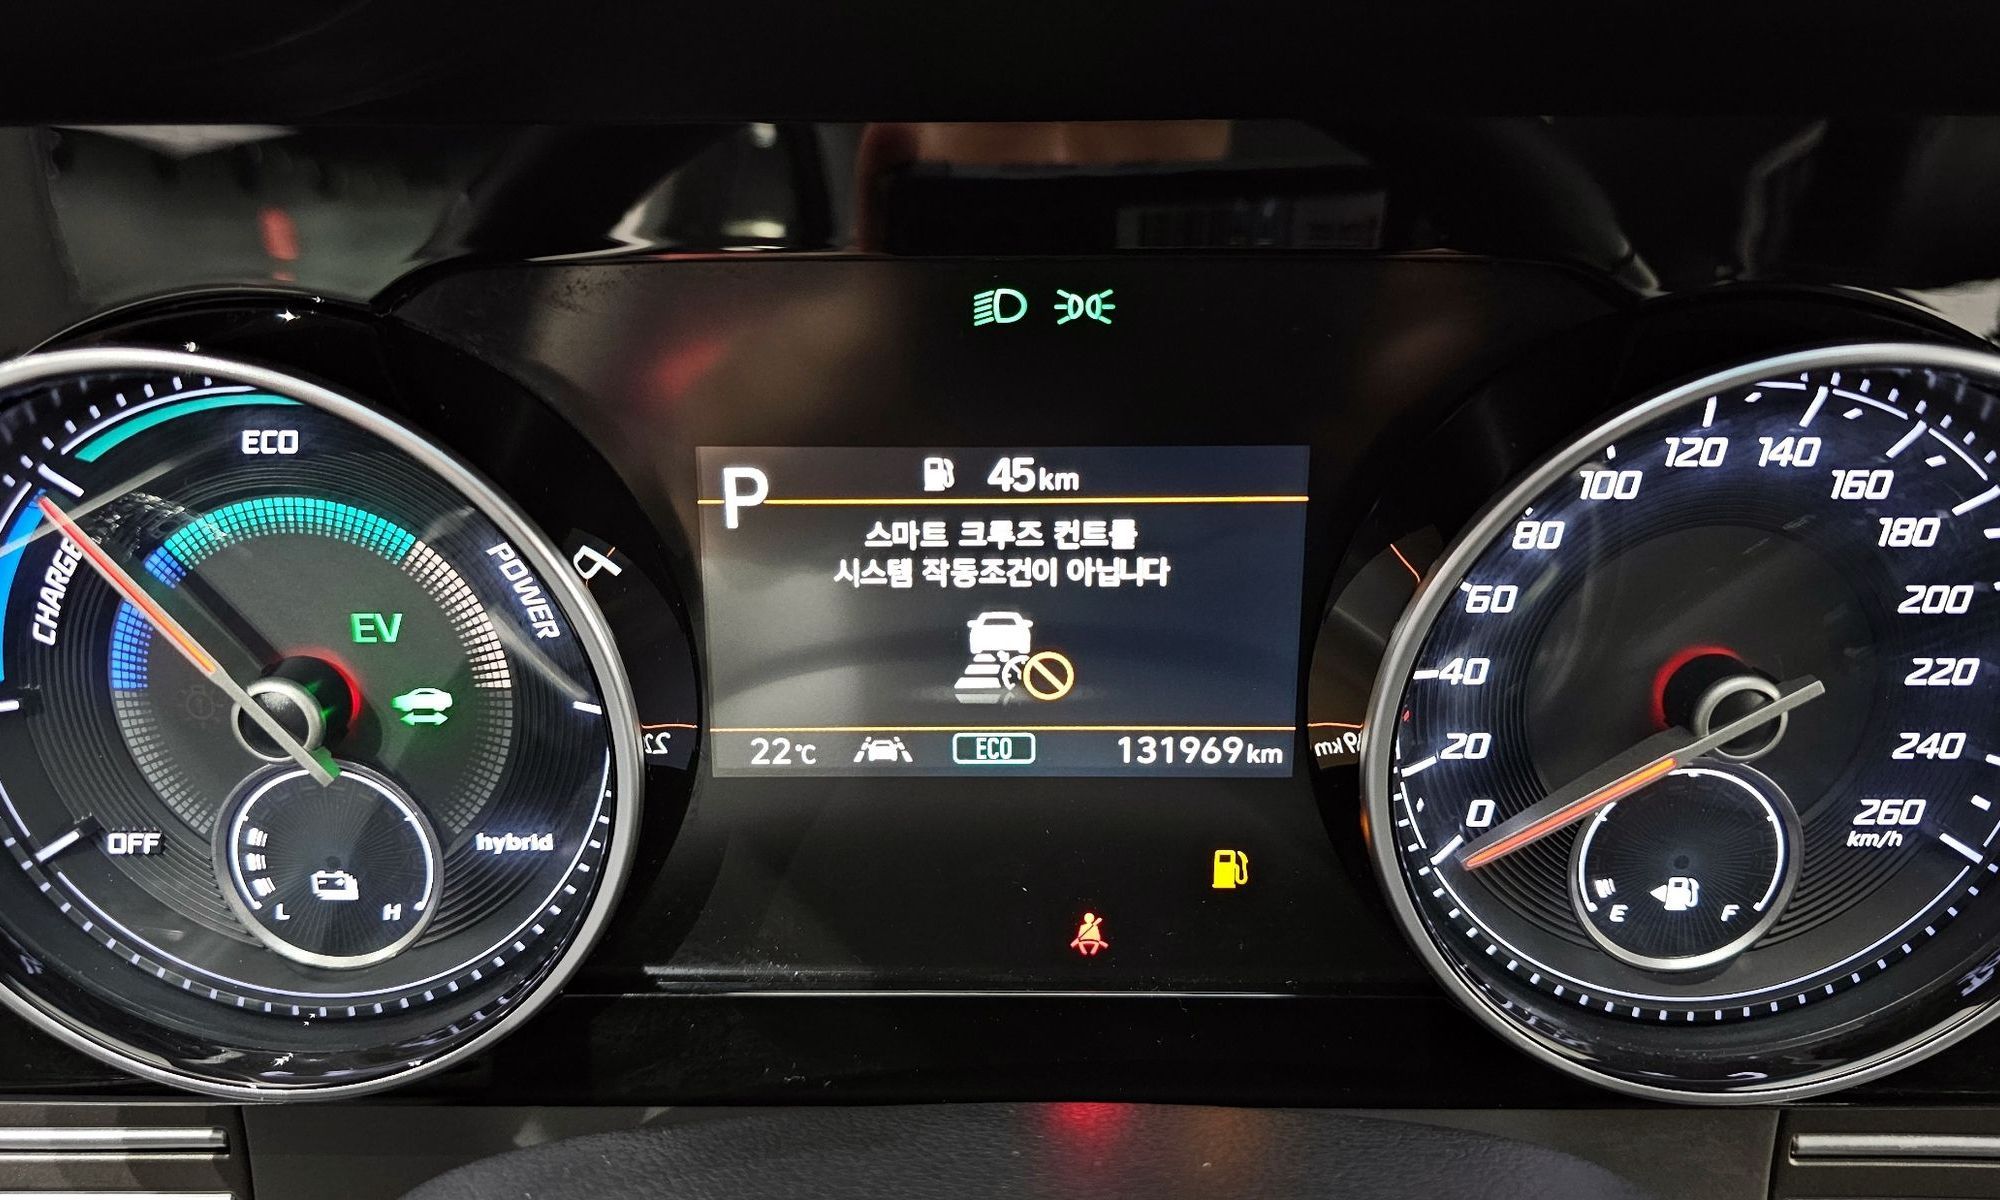 ECO
CHARGE
POWER
EV
OFF
hybrid
L
H
P
45km
스마트 크루즈 컨트롤
시스템 작동조건이 아닙니다
22℃
ECO
131969km
0
20
40
60
80
100
120
140
160
180
200
220
240
260
km/h
E
F